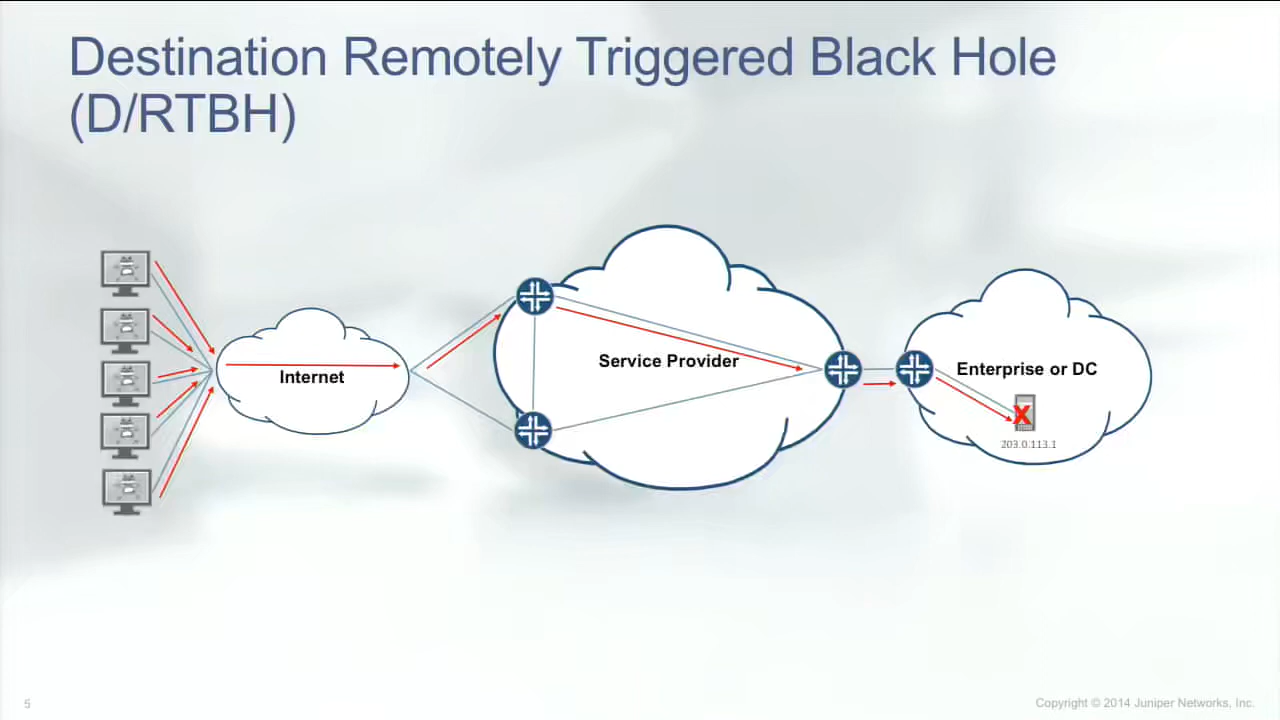 Destination Remotely Triggered Black Hole
(D/RTBH)
Internet
Service Provider
Enterprise or DC
X
203.0.113.1
5
Copyright © 2014 Juniper Networks, Inc.